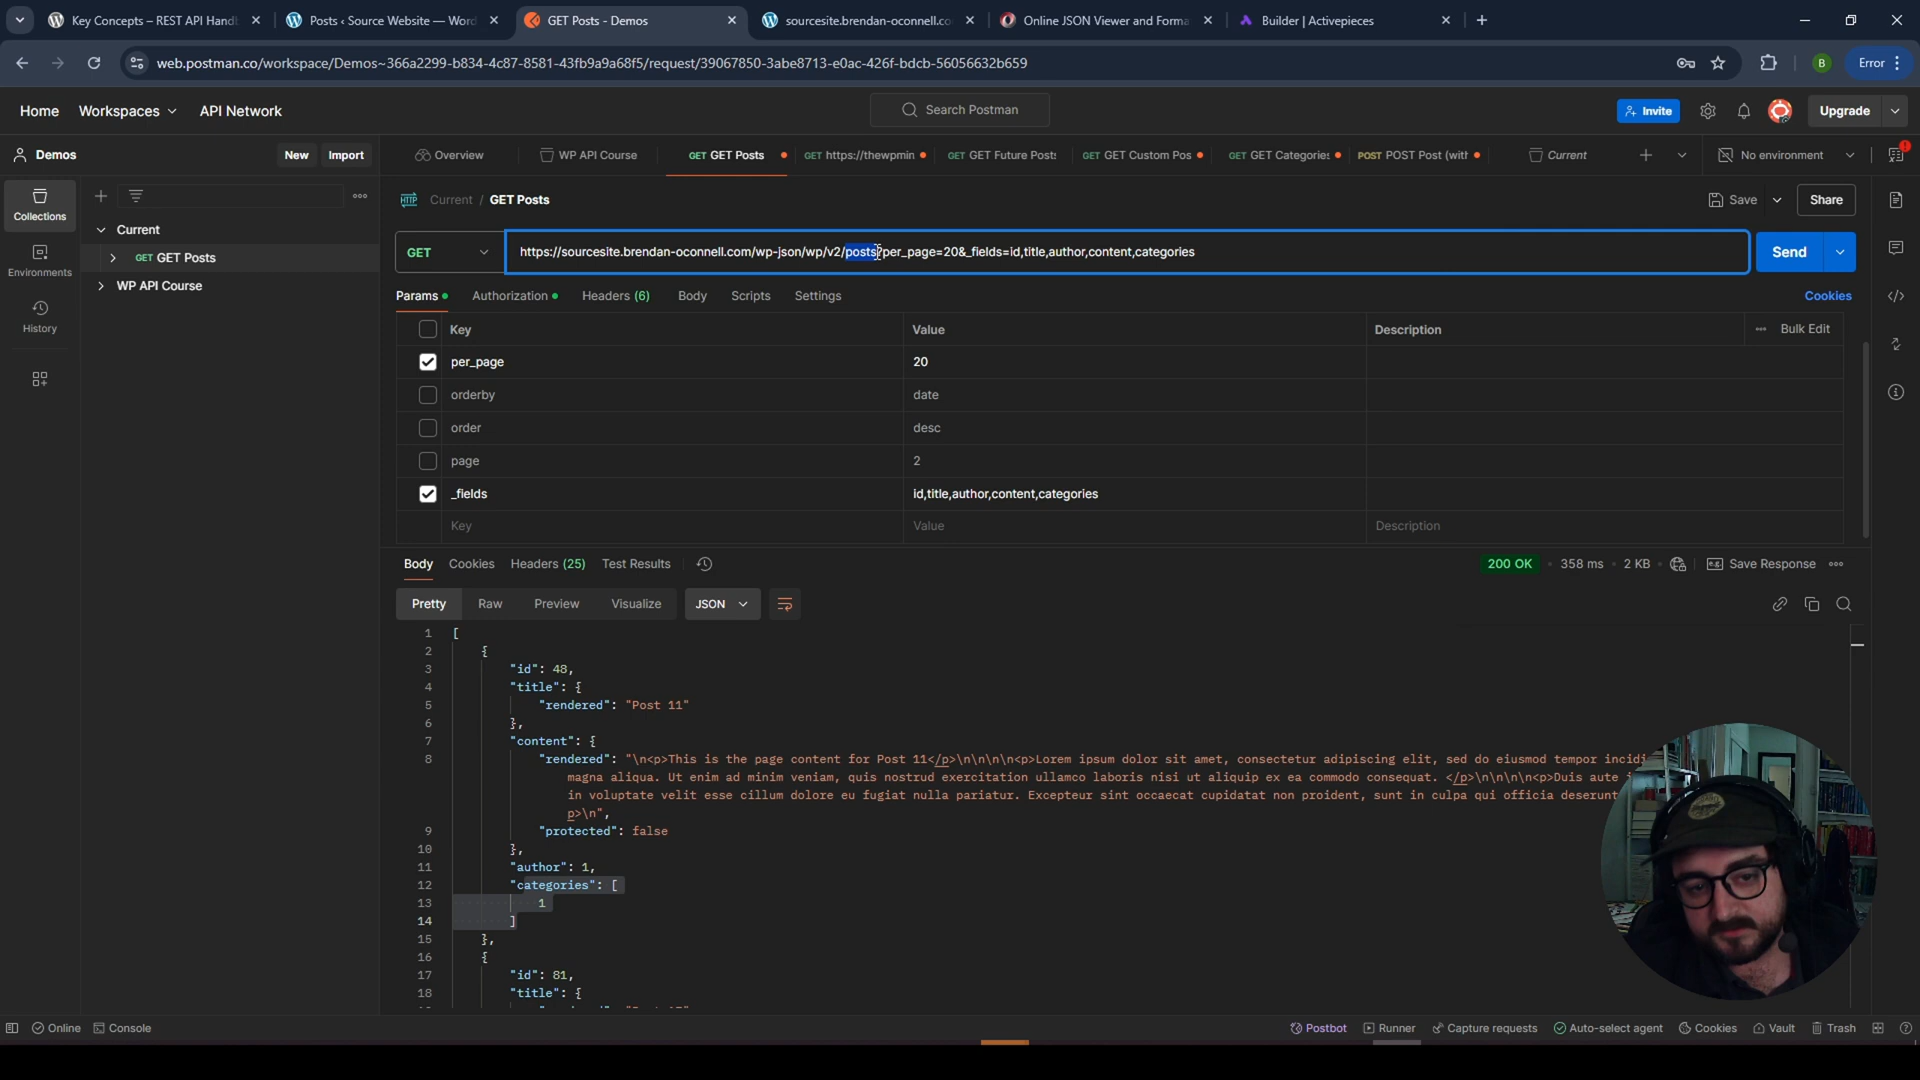 Key Concepts – REST API Handl
Posts ‹ Source Website — Word
GET Posts - Demos
sourcesite.brendan-oconnell.co
Online JSON Viewer and Forma
Builder | Activepieces
web.postman.co/workspace/Demos~366a2299-b834-4c87-8581-43fb9a9a68f5/request/39067850-3abe8713-e0ac-426f-bdcb-56056632b659
B
Error
Home
Workspaces
API Network
Search Postman
Invite
Upgrade
Demos
New
Import
Overview
WP API Course
GET GET Posts
GET https://thewpmin
GET GET Future Posts
GET GET Custom Pos
GET GET Categories
POST POST Post (with
Current
No environment
Collections
Environments
History
Current
GET GET Posts
WP API Course
HTTP Current / GET Posts
Save
Share
GET
https://sourcesite.brendan-oconnell.com/wp-json/wp/v2/posts?per_page=20&_fields=id,title,author,content,categories
Send
Params
Authorization
Headers (6)
Body
Scripts
Settings
Cookies
Key Value Description Bulk Edit
per_page 20
orderby date
order desc
page 2
_fields id,title,author,content,categories
Key Value Description
Body Cookies Headers (25) Test Results
200 OK 358 ms 2 KB Save Response
Pretty Raw Preview Visualize JSON
1 [
2 {
3 "id": 48,
4 "title": {
5 "rendered": "Post 11"
6 },
7 "content": {
8 "rendered": "\n<p>This is the page content for Post 11</p>\n\n\n\n<p>Lorem ipsum dolor sit amet, consectetur adipiscing elit, sed do eiusmod tempor incidi
magna aliqua. Ut enim ad minim veniam, quis nostrud exercitation ullamco laboris nisi ut aliquip ex ea commodo consequat. </p>\n\n\n\n<p>Duis aute i
in voluptate velit esse cillum dolore eu fugiat nulla pariatur. Excepteur sint occaecat cupidatat non proident, sunt in culpa qui officia deserunt
p>\n",
9 "protected": false
10 },
11 "author": 1,
12 "categories": [
13 1
14 ]
15 },
16 {
17 "id": 81,
18 "title": {
Online
Console
Postbot
Runner
Capture requests
Auto-select agent
Cookies
Vault
Trash